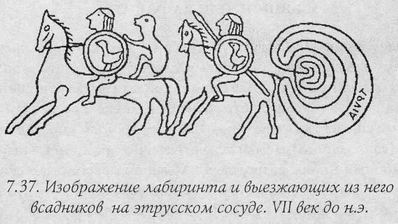 7.37. Изображение лабиринта и выезжающих из него
всадников на этрусском сосуде. VII век до н.э.